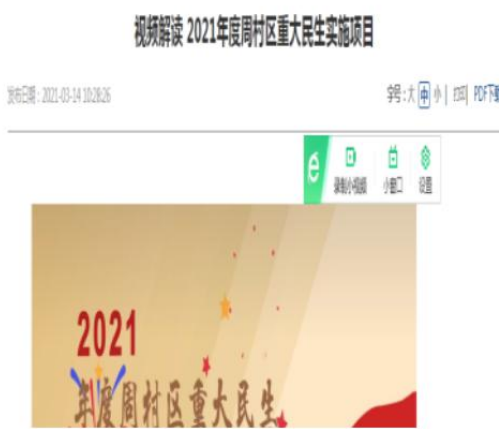 视频解读 2021年度周村区重大民生实施项目
发布日期：2021-03-14 10:28:26
字号：大 中 小 | 打印| PDF下载
录制小视频 小窗口 设置
2021
年度周村区重大民生